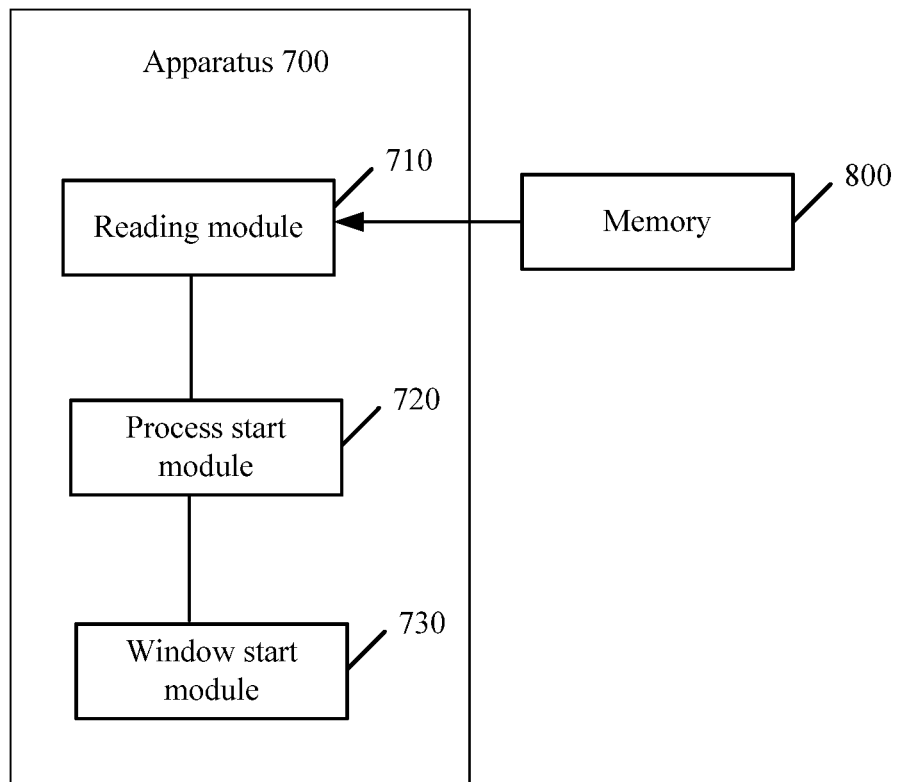 Apparatus 700
710
Reading module
800
Memory
720
Process start
module
730
Window start
module